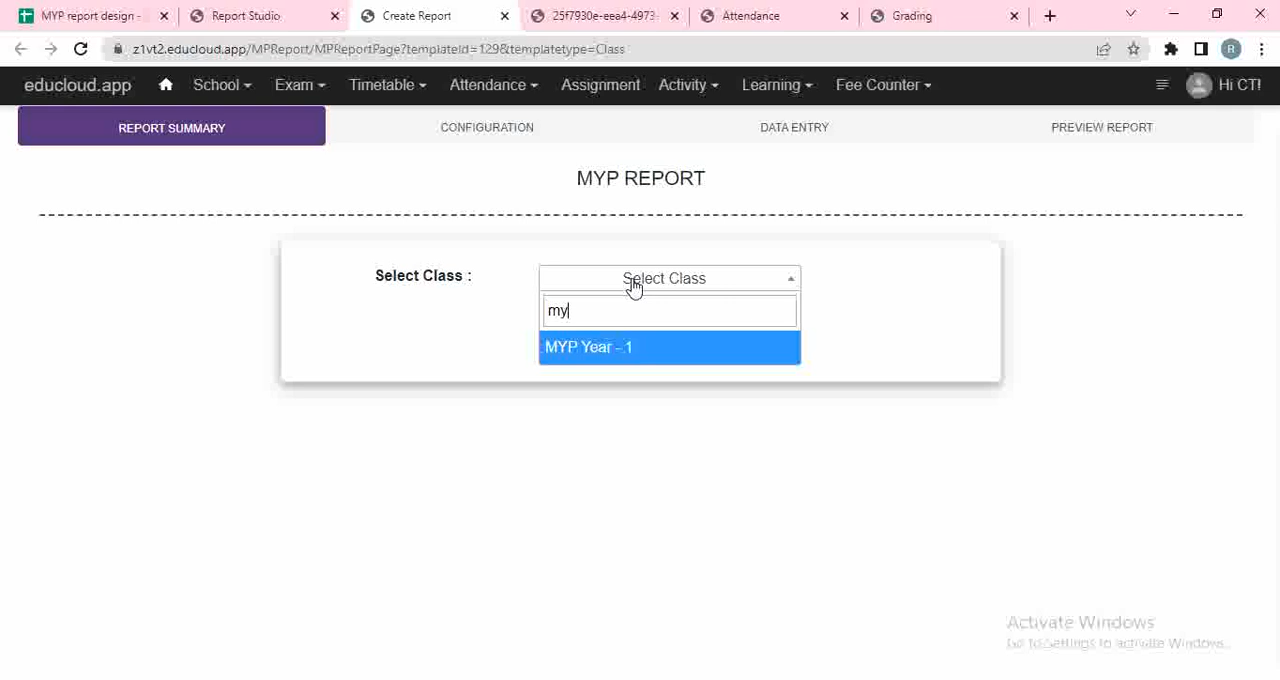 MYP report design -
Report Studio
Create Report
25f7930e-eea4-4973-
Attendance
Grading
z1vt2.educloud.app/MPReport/MPReportPage?templateId=129&templatetype=Class
R
educloud.app
School
Exam
Timetable
Attendance
Assignment
Activity
Learning
Fee Counter
Hi CT!
REPORT SUMMARY
CONFIGURATION
DATA ENTRY
PREVIEW REPORT
MYP REPORT
Select Class :
Select Class
my
MYP Year - 1
Activate Windows
Go to Settings to activate Windows.